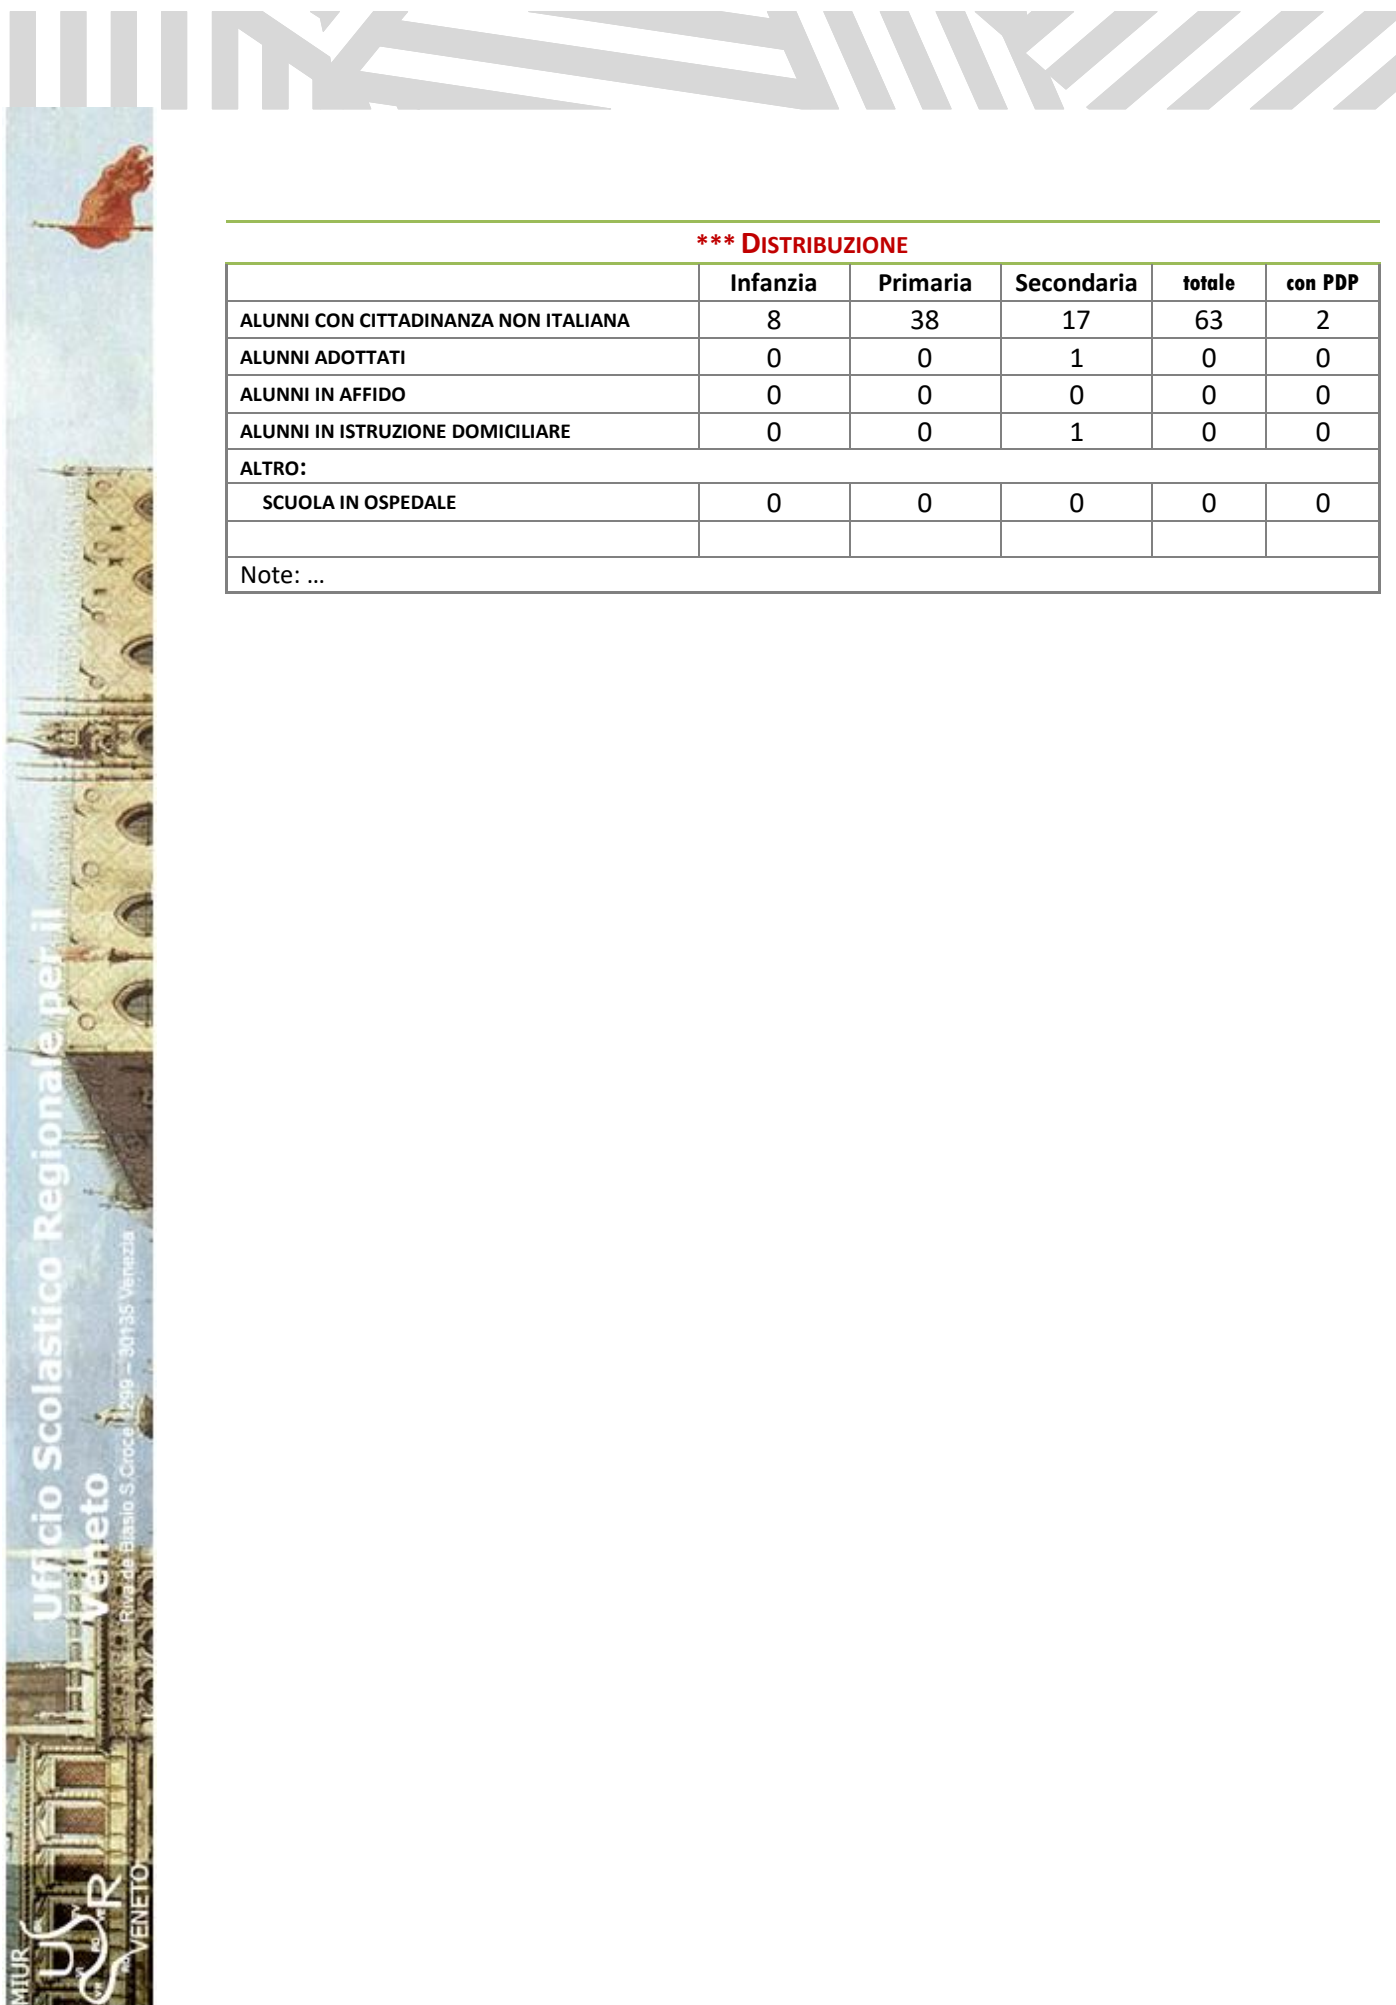 *** DISTRIBUZIONE
Infanzia Primaria Secondaria totale con PDP
ALUNNI CON CITTADINANZA NON ITALIANA 8 38 17 63 2
ALUNNI ADOTTATI 0 0 1 0 0
ALUNNI IN AFFIDO 0 0 0 0 0
ALUNNI IN ISTRUZIONE DOMICILIARE 0 0 1 0 0
ALTRO:
SCUOLA IN OSPEDALE 0 0 0 0 0
Note: ...
Ufficio Scolastico Regionale per il
Veneto
Riva de Biasio S.Croce 1299 – 30135 Venezia
MIUR
USR
VENETO